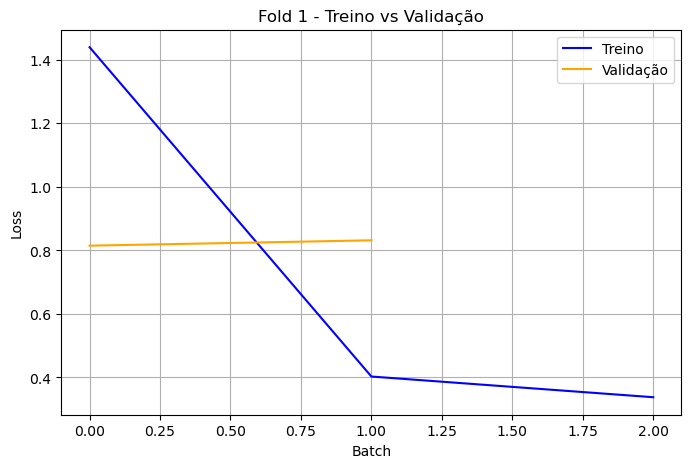 Fold 1 - Treino vs Validação
Treino
Validação
Loss
1.4
1.2
1.0
0.8
0.6
0.4
0.00 0.25 0.50 0.75 1.00 1.25 1.50 1.75 2.00
Batch